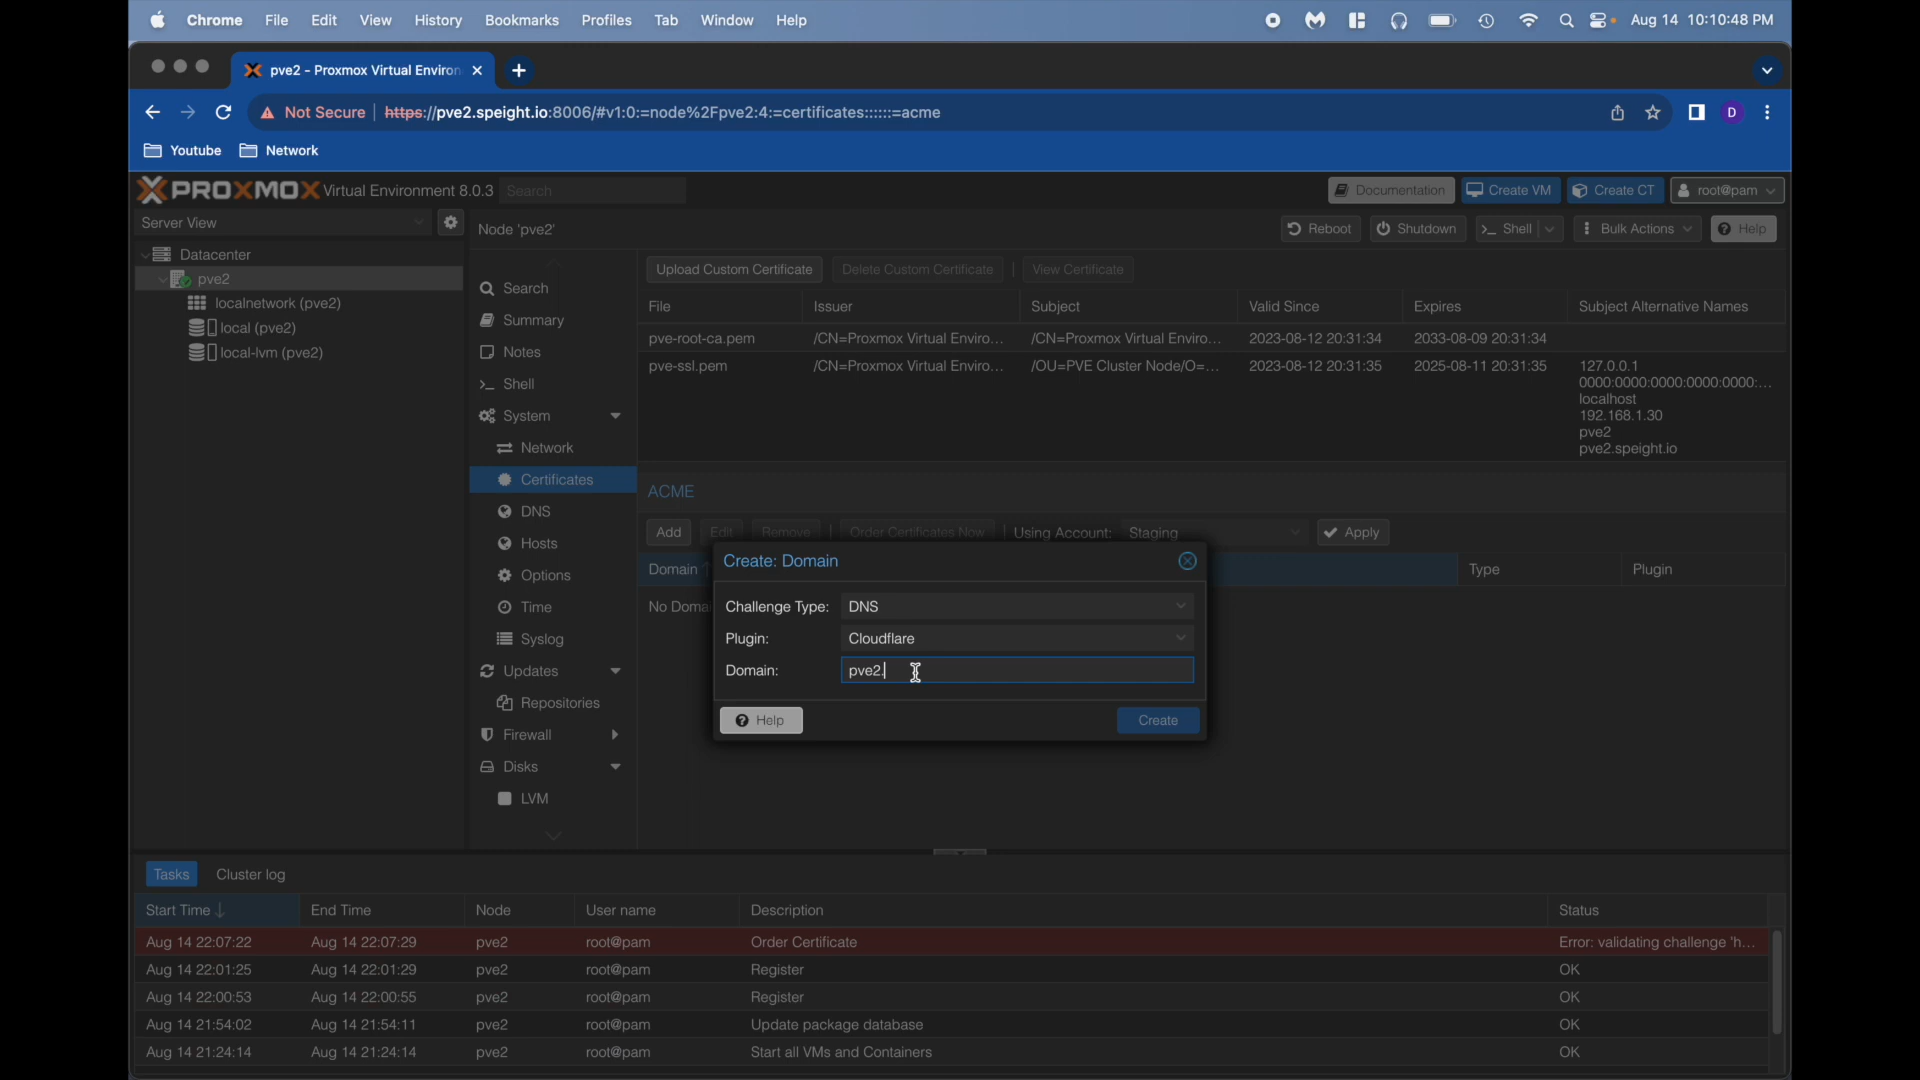 Chrome File Edit View History Bookmarks Profiles Tab Window Help Aug 14 10:10:48 PM
pve2 - Proxmox Virtual Environ
Not Secure https://pve2.speight.io:8006/#v1:0:=node%2Fpve2:4:=certificates::::::=acme D
Youtube Network
PROXMOX Virtual Environment 8.0.3 Search Documentation Create VM Create CT root@pam
Server View Node 'pve2' Reboot Shutdown Shell Bulk Actions Help
Datacenter
pve2
localnetwork (pve2)
local (pve2)
local-lvm (pve2)
Search
Summary
Notes
Shell
System
Network
Certificates
DNS
Hosts
Options
Time
Syslog
Updates
Repositories
Firewall
Disks
LVM
Upload Custom Certificate Delete Custom Certificate View Certificate
File Issuer Subject Valid Since Expires Subject Alternative Names
pve-root-ca.pem /CN=Proxmox Virtual Enviro... /CN=Proxmox Virtual Enviro... 2023-08-12 20:31:34 2033-08-09 20:31:34
pve-ssl.pem /CN=Proxmox Virtual Enviro... /OU=PVE Cluster Node/O=... 2023-08-12 20:31:35 2025-08-11 20:31:35 127.0.0.1
0000:0000:0000:0000:0000:...
localhost
192.168.1.30
pve2
pve2.speight.io
ACME
Add Edit Remove Order Certificates Now Using Account: Staging Apply
Domain Type Plugin
No Doma
Create: Domain
Challenge Type: DNS
Plugin: Cloudflare
Domain: pve2.
Help Create
Tasks Cluster log
Start Time End Time Node User name Description Status
Aug 14 22:07:22 Aug 14 22:07:29 pve2 root@pam Order Certificate Error: validating challenge 'h...
Aug 14 22:01:25 Aug 14 22:01:29 pve2 root@pam Register OK
Aug 14 22:00:53 Aug 14 22:00:55 pve2 root@pam Register OK
Aug 14 21:54:02 Aug 14 21:54:11 pve2 root@pam Update package database OK
Aug 14 21:24:14 Aug 14 21:24:14 pve2 root@pam Start all VMs and Containers OK